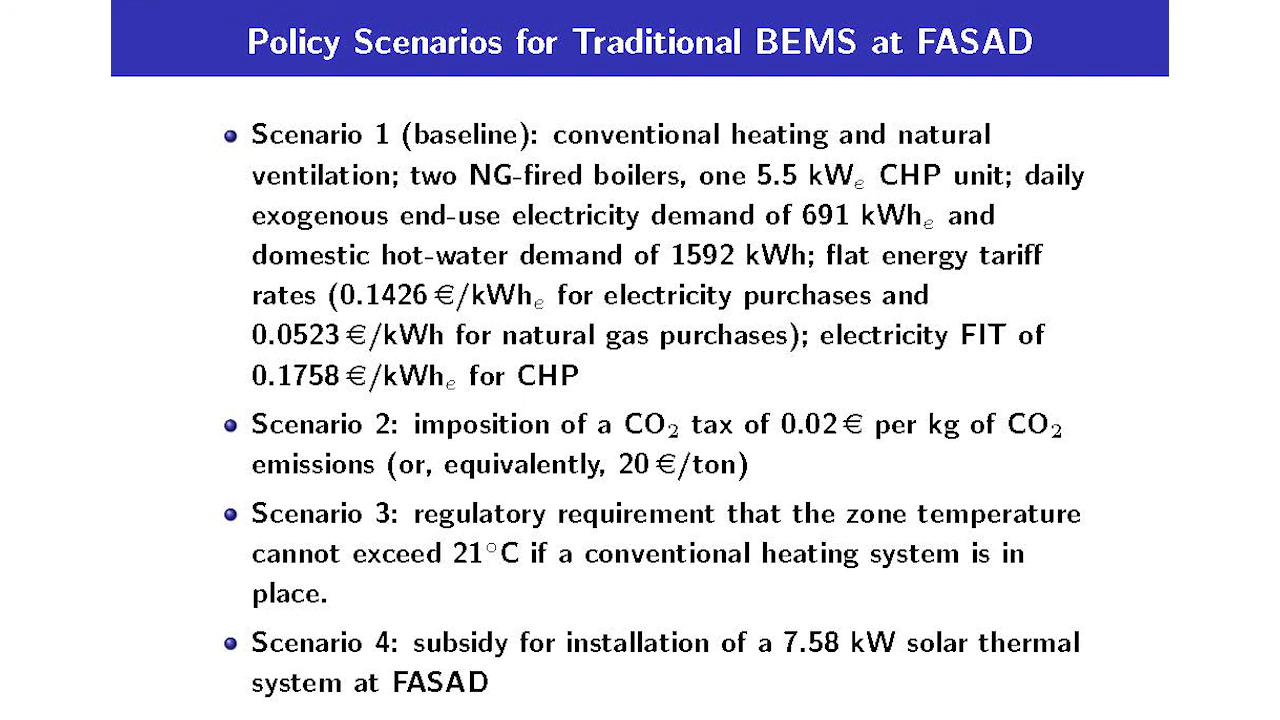 Policy Scenarios for Traditional BEMS at FASAD
Scenario 1 (baseline): conventional heating and natural
ventilation; two NG-fired boilers, one 5.5 kWₑ CHP unit; daily
exogenous end-use electricity demand of 691 kWhₑ and
domestic hot-water demand of 1592 kWh; flat energy tariff
rates (0.1426 €/kWhₑ for electricity purchases and
0.0523 €/kWh for natural gas purchases); electricity FIT of
0.1758 €/kWhₑ for CHP
Scenario 2: imposition of a CO₂ tax of 0.02 € per kg of CO₂
emissions (or, equivalently, 20 €/ton)
Scenario 3: regulatory requirement that the zone temperature
cannot exceed 21°C if a conventional heating system is in
place.
Scenario 4: subsidy for installation of a 7.58 kW solar thermal
system at FASAD